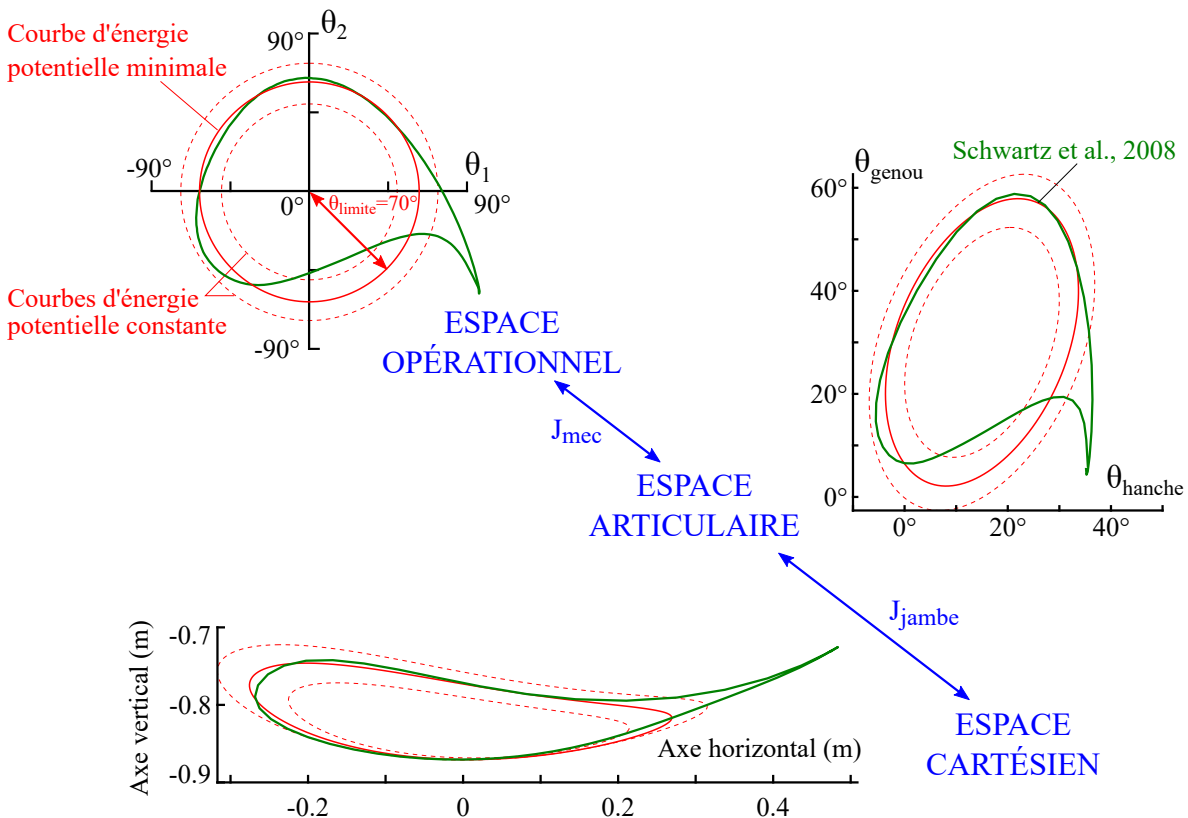 Courbe d'énergie
potentielle minimale
θ2
90°
-90°
θ1
0°
90°
θlimite=70°
Courbes d'énergie
potentielle constante
-90°
ESPACE
OPÉRATIONNEL
Jmec
ESPACE
ARTICULAIRE
Schwartz et al., 2008
θgenou
60°
40°
20°
0°
θhanche
0°
20°
40°
Jjambe
ESPACE
CARTÉSIEN
Axe vertical (m)
-0.7
-0.8
-0.9
Axe horizontal (m)
-0.2
0
0.2
0.4